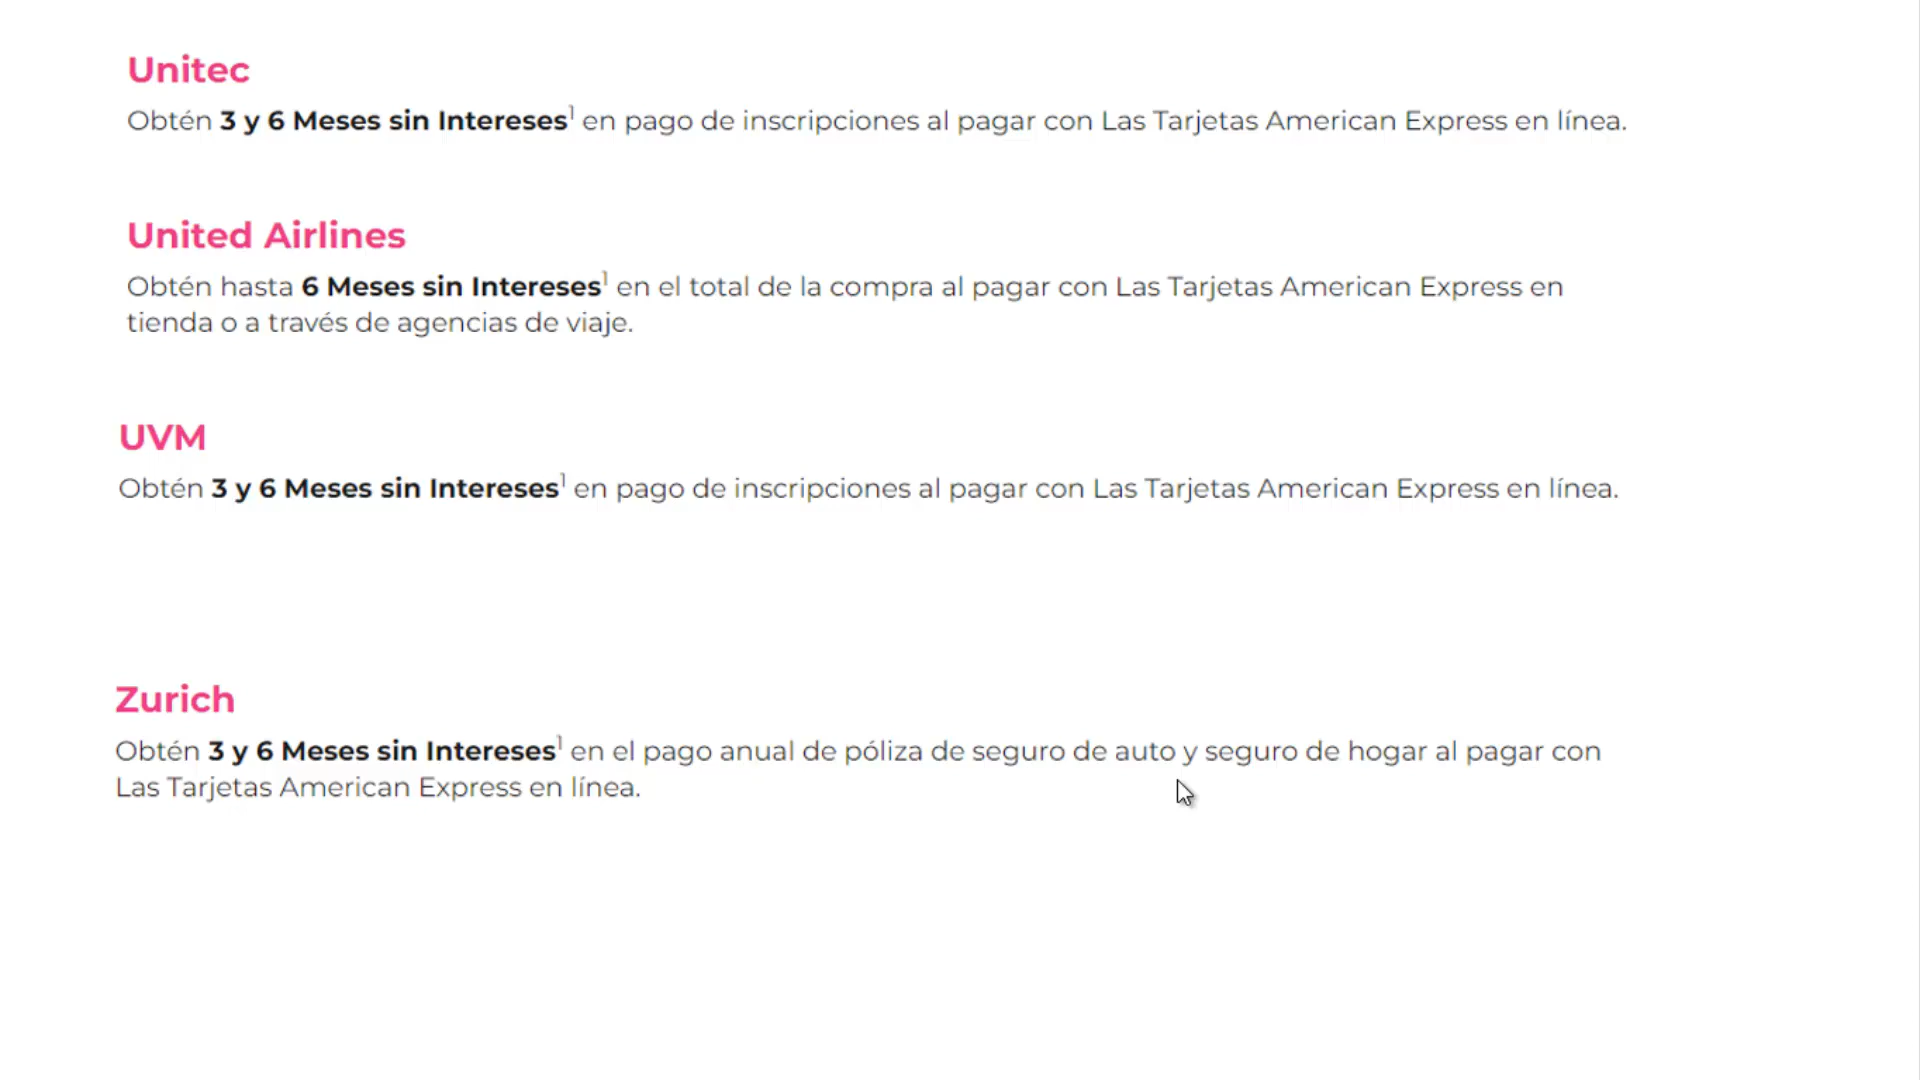 Unitec
Obtén 3 y 6 Meses sin Intereses¹ en pago de inscripciones al pagar con Las Tarjetas American Express en línea.
United Airlines
Obtén hasta 6 Meses sin Intereses¹ en el total de la compra al pagar con Las Tarjetas American Express en
tienda o a través de agencias de viaje.
UVM
Obtén 3 y 6 Meses sin Intereses¹ en pago de inscripciones al pagar con Las Tarjetas American Express en línea.
Zurich
Obtén 3 y 6 Meses sin Intereses¹ en el pago anual de póliza de seguro de auto y seguro de hogar al pagar con
Las Tarjetas American Express en línea.